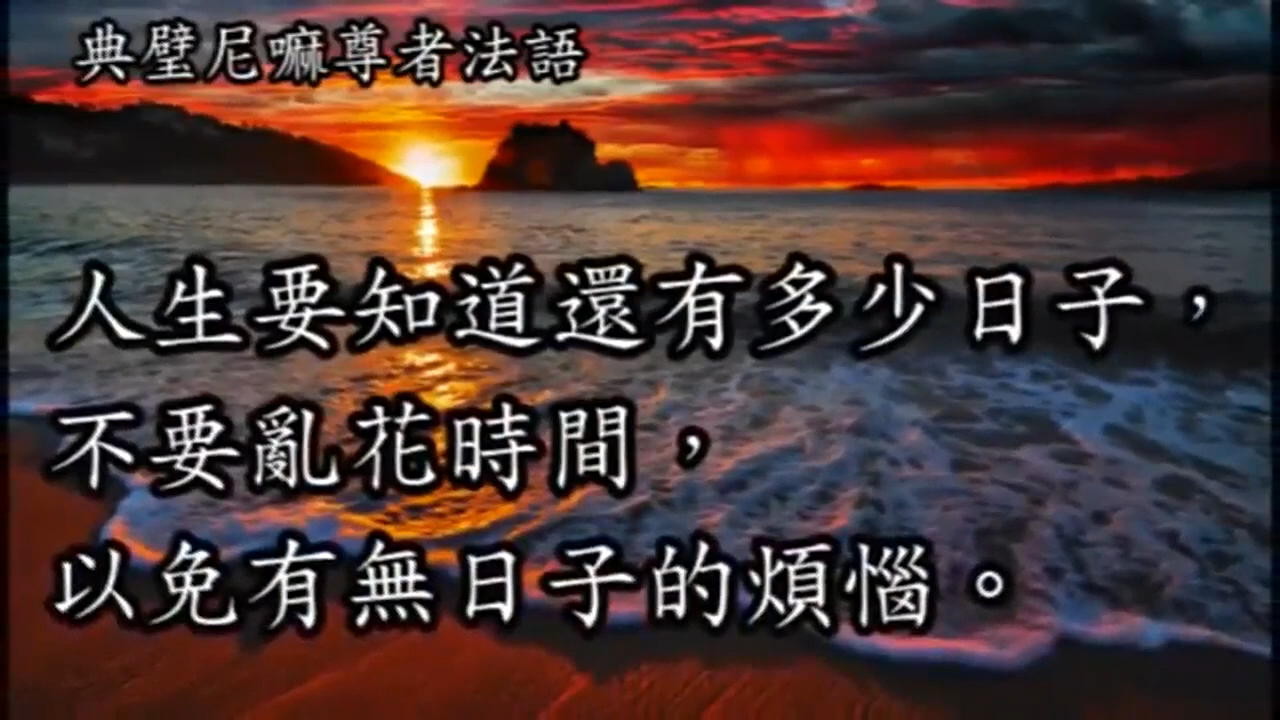 典璧尼嘛尊者法語
人生要知道還有多少日子，
不要亂花時間，
以免有無日子的煩惱。